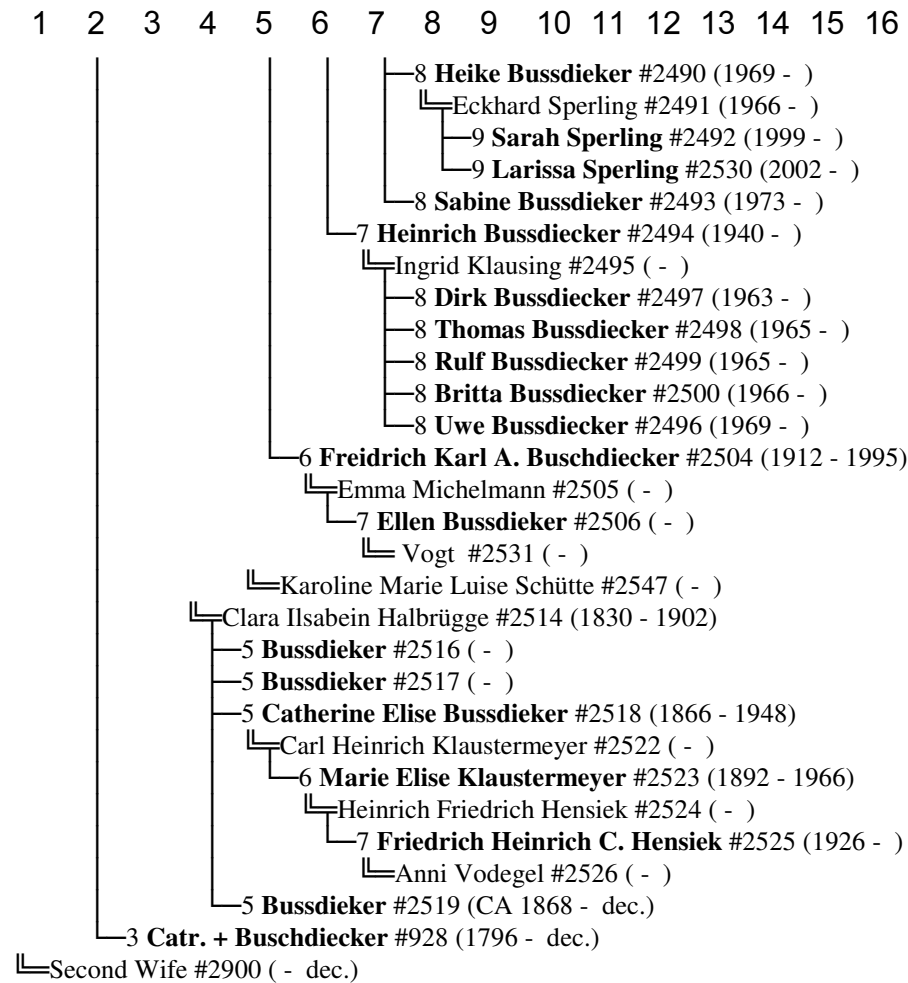 1 2 3 4 5 6 7 8 9 10 11 12 13 14 15 16
8 Heike Bussdieker #2490 (1969 - )
Eckhard Sperling #2491 (1966 - )
9 Sarah Sperling #2492 (1999 - )
9 Larissa Sperling #2530 (2002 - )
8 Sabine Bussdieker #2493 (1973 - )
7 Heinrich Bussdiecker #2494 (1940 - )
Ingrid Klausing #2495 ( - )
8 Dirk Bussdiecker #2497 (1963 - )
8 Thomas Bussdiecker #2498 (1965 - )
8 Rulf Bussdiecker #2499 (1965 - )
8 Britta Bussdiecker #2500 (1966 - )
8 Uwe Bussdiecker #2496 (1969 - )
6 Freidrich Karl A. Buschdiecker #2504 (1912 - 1995)
Emma Michelmann #2505 ( - )
7 Ellen Bussdieker #2506 ( - )
Vogt #2531 ( - )
Karoline Marie Luise Schütte #2547 ( - )
Clara Ilsabein Halbrügge #2514 (1830 - 1902)
5 Bussdieker #2516 ( - )
5 Bussdieker #2517 ( - )
5 Catherine Elise Bussdieker #2518 (1866 - 1948)
Carl Heinrich Klaustermeyer #2522 ( - )
6 Marie Elise Klaustermeyer #2523 (1892 - 1966)
Heinrich Friedrich Hensiek #2524 ( - )
7 Friedrich Heinrich C. Hensiek #2525 (1926 - )
Anni Vodegel #2526 ( - )
5 Bussdieker #2519 (CA 1868 - dec.)
3 Catr. + Buschdiecker #928 (1796 - dec.)
Second Wife #2900 ( - dec.)